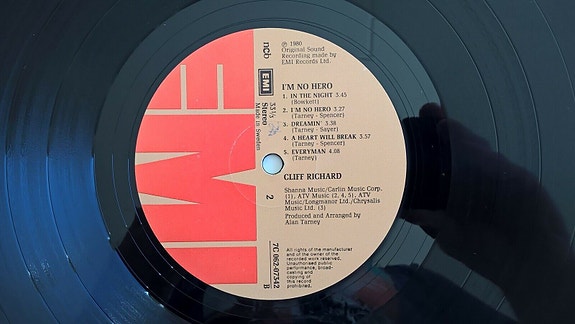 EMI
ncb
EMI
33⅓
Stereo
Made in Sweden
℗ 1980
Original Sound
Recording made by
EMI Records Ltd.
I'M NO HERO
1. IN THE NIGHT 3.45
(Bowkett)
2. I'M NO HERO 3.27
(Tarney - Spencer)
3. DREAMIN' 3.38
(Tarney - Sayer)
4. A HEART WILL BREAK 3.57
(Tarney - Spencer)
5. EVERYMAN 4.08
(Tarney)
CLIFF RICHARD
2
Shanna Music/Carlin Music Corp.
(1), ATV Music (2, 4, 5), ATV
Music/Longmanor Ltd./Chrysalis
Music Ltd. (3)
Produced and Arranged by
Alan Tarney
7C 062-07342
B
All rights of the manufacturer
and of the owner of the
recorded work reserved.
Unauthorised public
performance, broad-
casting and
copying of
this record
prohibited.